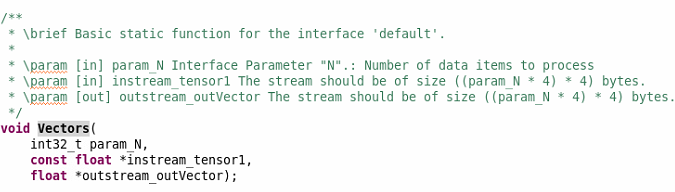 /**
 * \brief Basic static function for the interface 'default'.
 *
 * \param [in] param_N Interface Parameter "N".: Number of data items to process
 * \param [in] instream_tensor1 The stream should be of size ((param_N * 4) * 4) bytes.
 * \param [out] outstream_outVector The stream should be of size ((param_N * 4) * 4) bytes.
 */
void Vectors(
    int32_t param_N,
    const float *instream_tensor1,
    float *outstream_outVector);